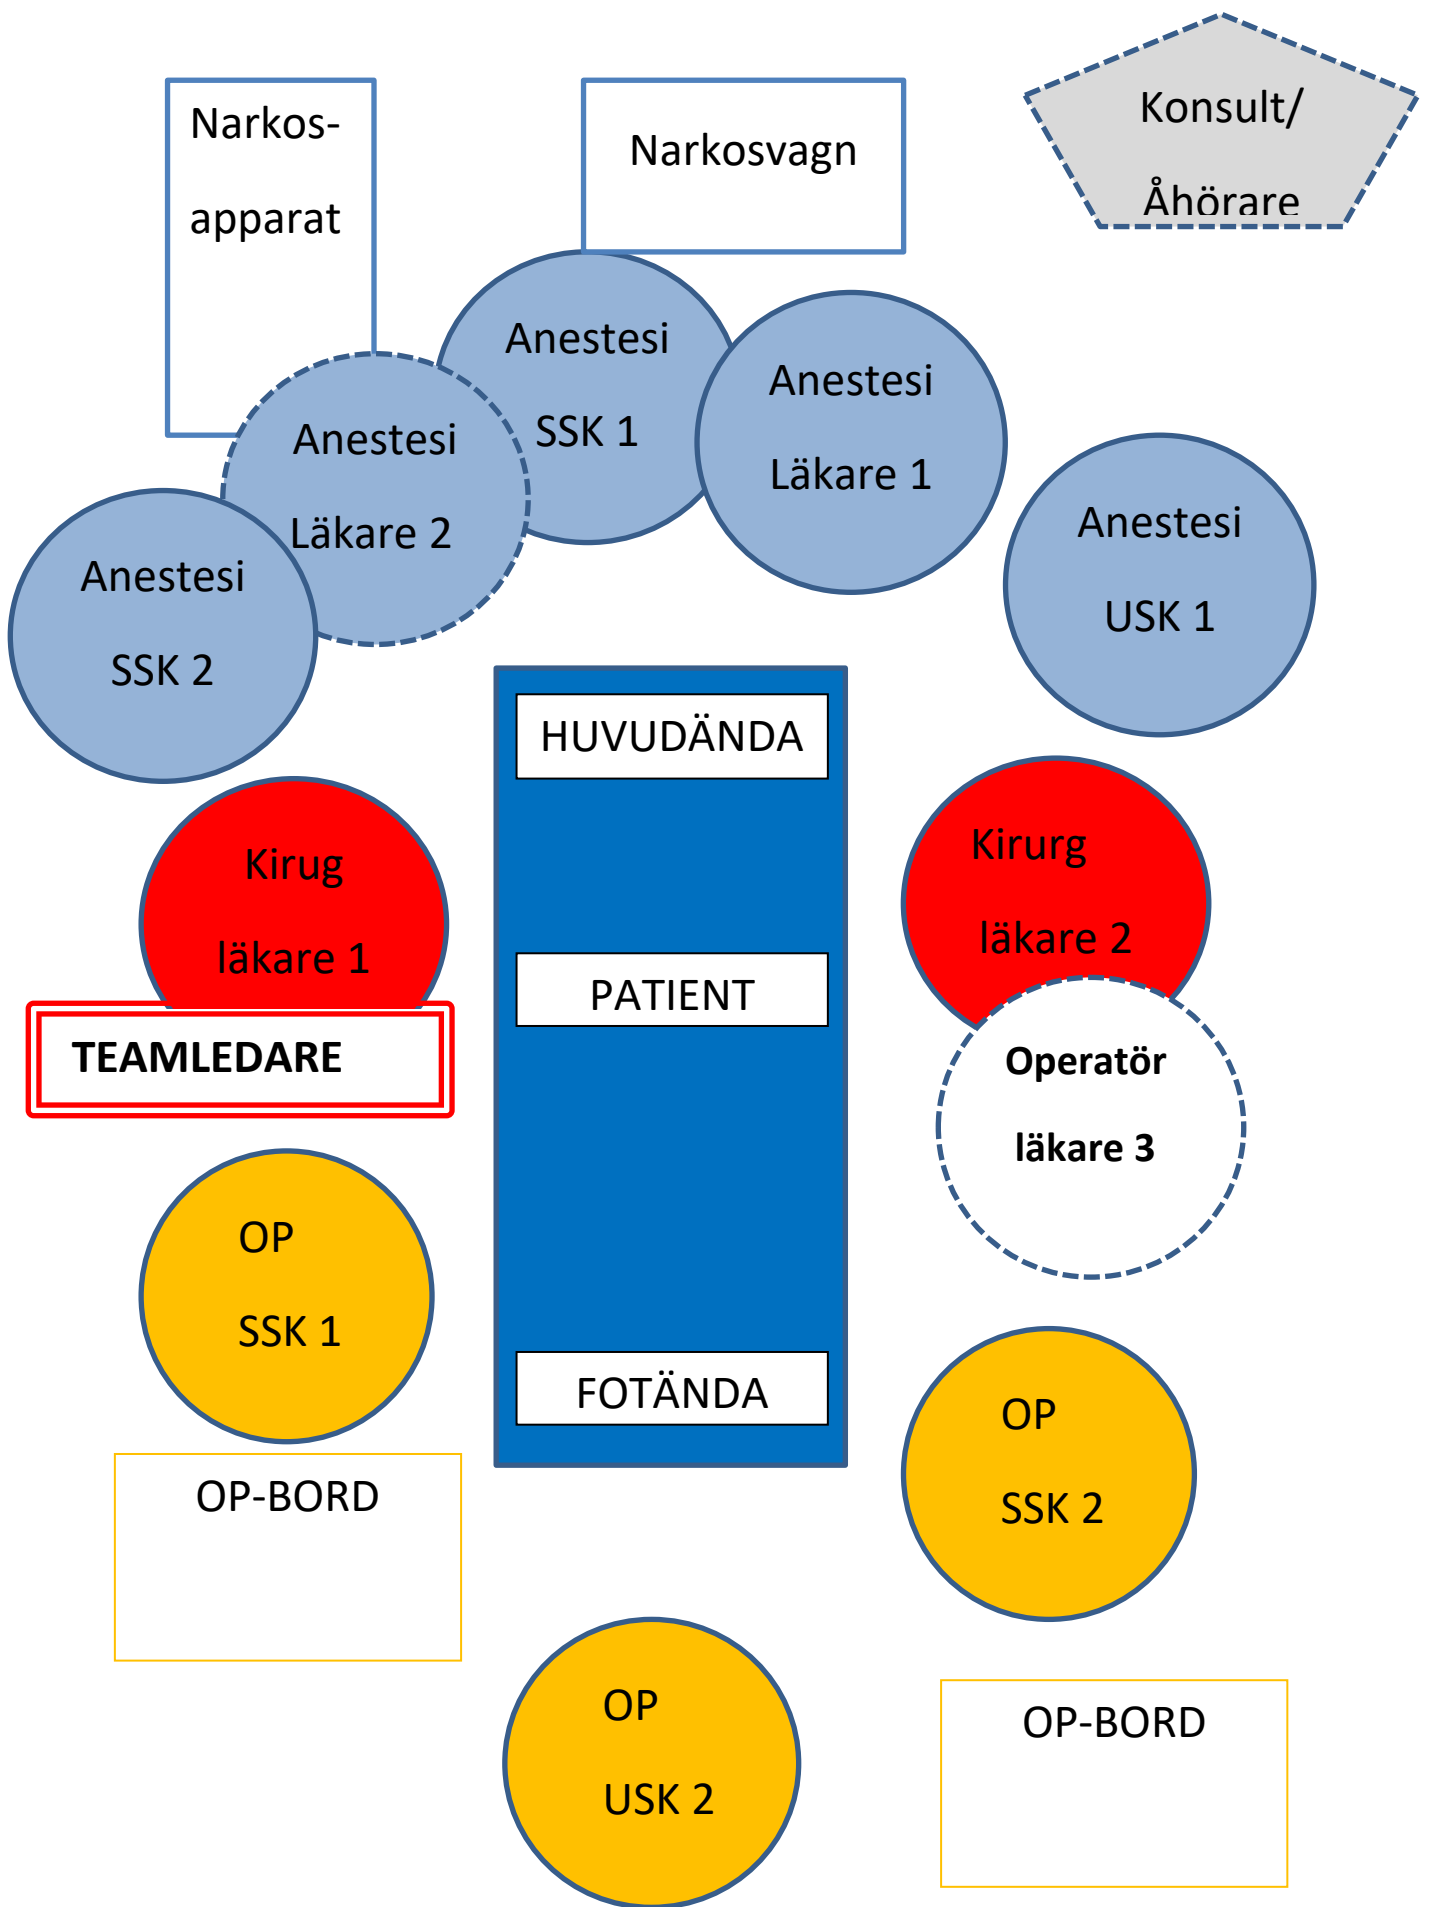 Narkos-
apparat
Narkosvagn
Konsult/
Åhörare
Anestesi
SSK 1
Anestesi
Läkare 1
Anestesi
Läkare 2
Anestesi
USK 1
Anestesi
SSK 2
HUVUDÄNDA
Kirug
läkare 1
Kirurg
läkare 2
PATIENT
TEAMLEDARE
Operatör
läkare 3
OP
SSK 1
FOTÄNDA
OP
SSK 2
OP-BORD
OP
USK 2
OP-BORD